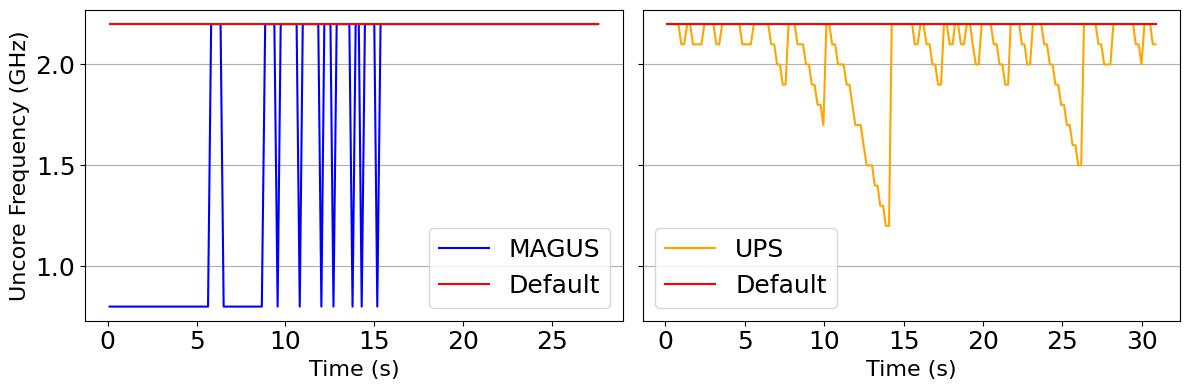 Uncore Frequency (GHz)
2.0
1.5
1.0
MAGUS
Default
0 5 10 15 20 25
Time (s)
UPS
Default
0 5 10 15 20 25 30
Time (s)